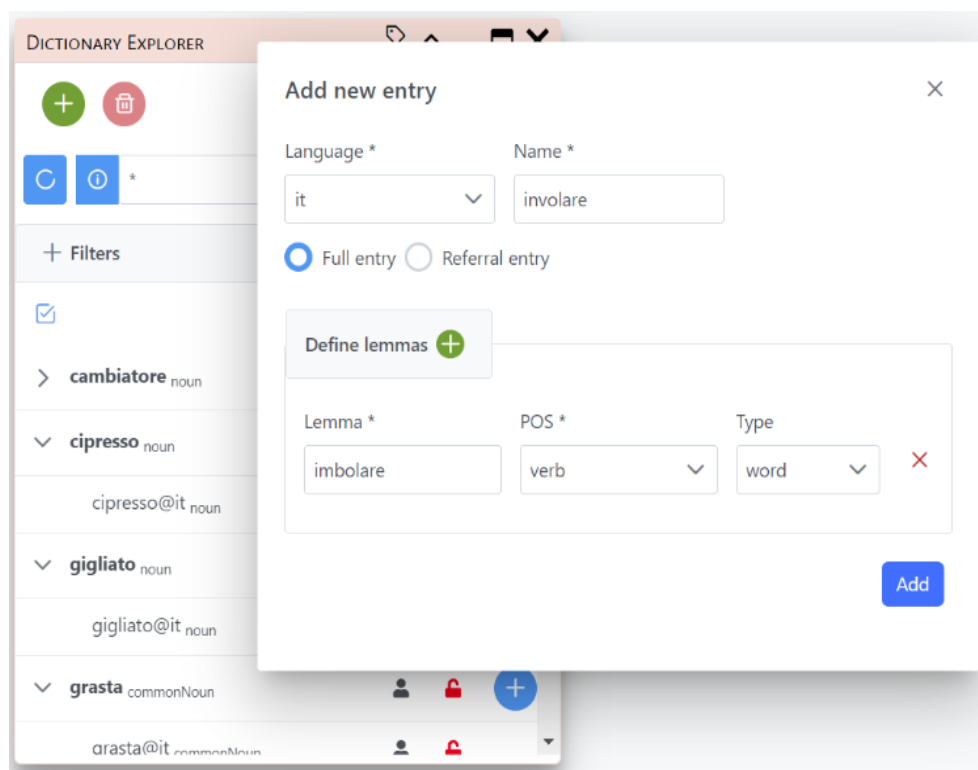 DICTIONARY EXPLORER
*
Filters
cambiatore noun
cipresso noun
cipresso@it noun
gigliato noun
gigliato@it noun
grasta commonNoun
grasta@it commonNoun
Add new entry
Language * Name *
it involare
Full entry Referral entry
Define lemmas
Lemma * POS * Type
imbolare verb word
Add